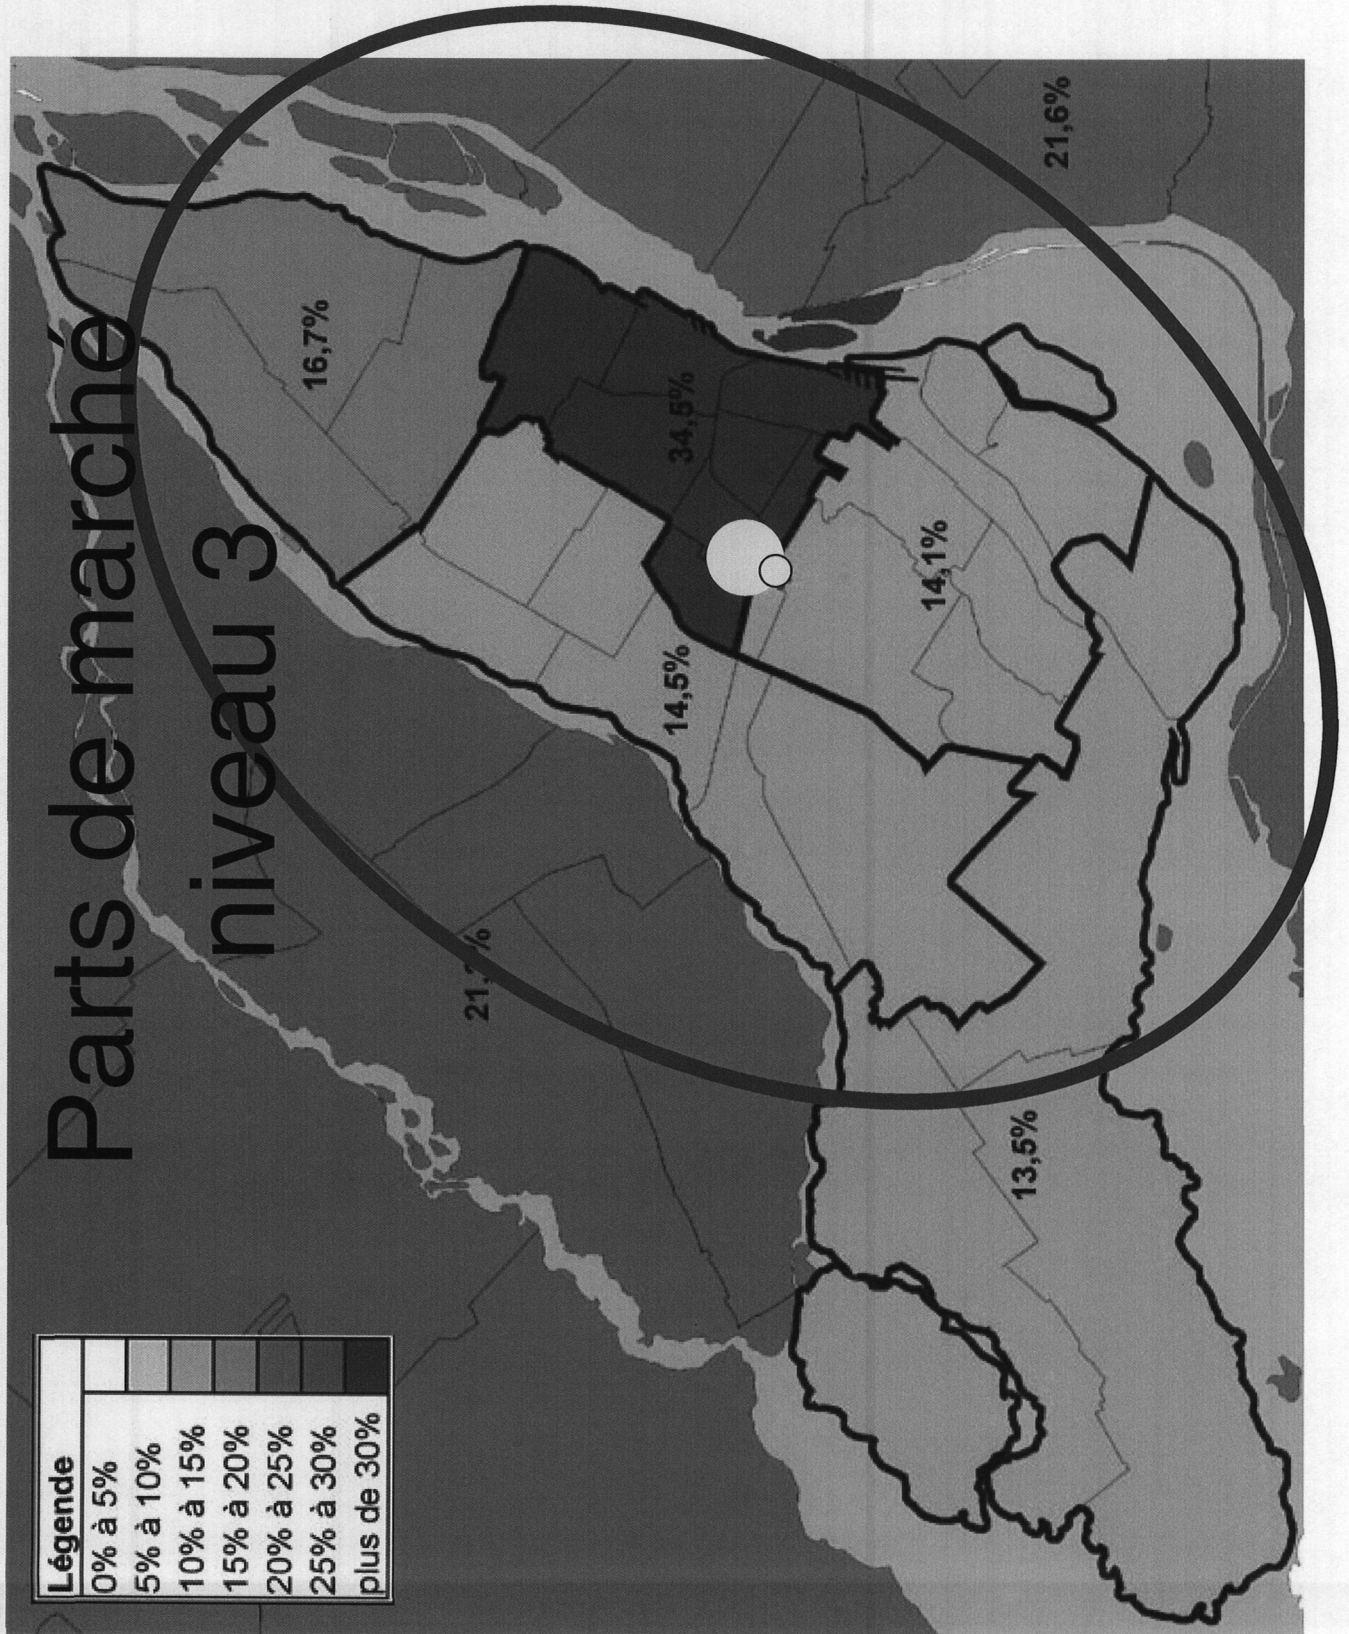 Parts de marché
niveau 3
Légende
0% à 5%
5% à 10%
10% à 15%
15% à 20%
20% à 25%
25% à 30%
plus de 30%
16,7%
34,5%
14,5%
14,1%
13,5%
21,6%